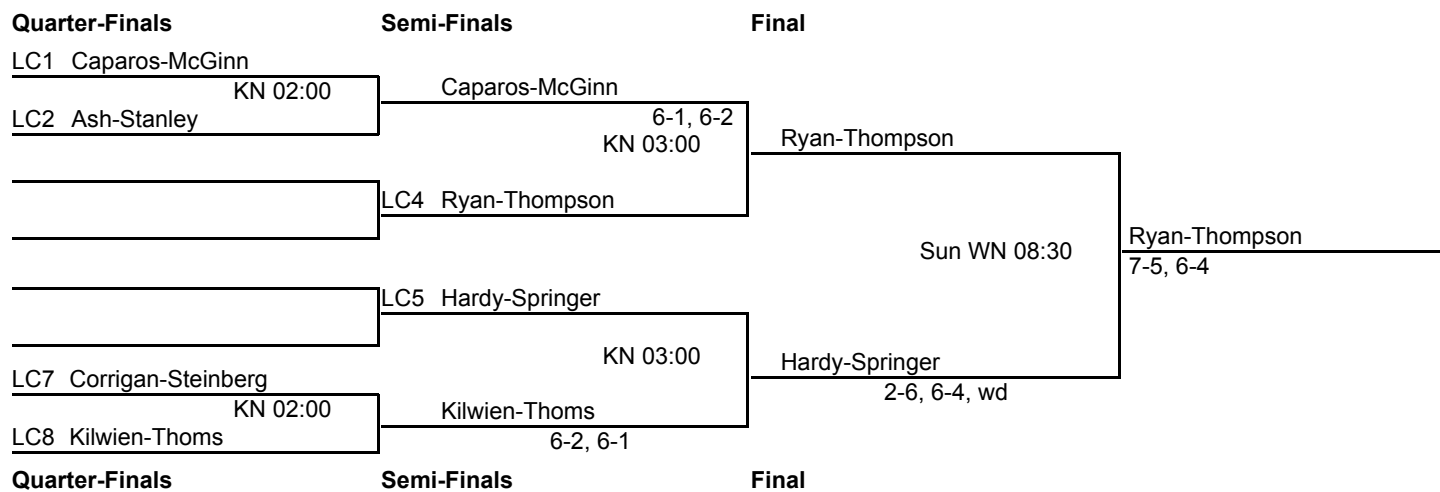 Quarter-Finals Semi-Finals Final
LC1 Caparos-McGinn
KN 02:00 Caparos-McGinn
LC2 Ash-Stanley 6-1, 6-2
KN 03:00 Ryan-Thompson
LC4 Ryan-Thompson
Sun WN 08:30 Ryan-Thompson
7-5, 6-4
LC5 Hardy-Springer
KN 03:00 Hardy-Springer
LC7 Corrigan-Steinberg 2-6, 6-4, wd
KN 02:00 Kilwien-Thoms
LC8 Kilwien-Thoms 6-2, 6-1
Quarter-Finals Semi-Finals Final